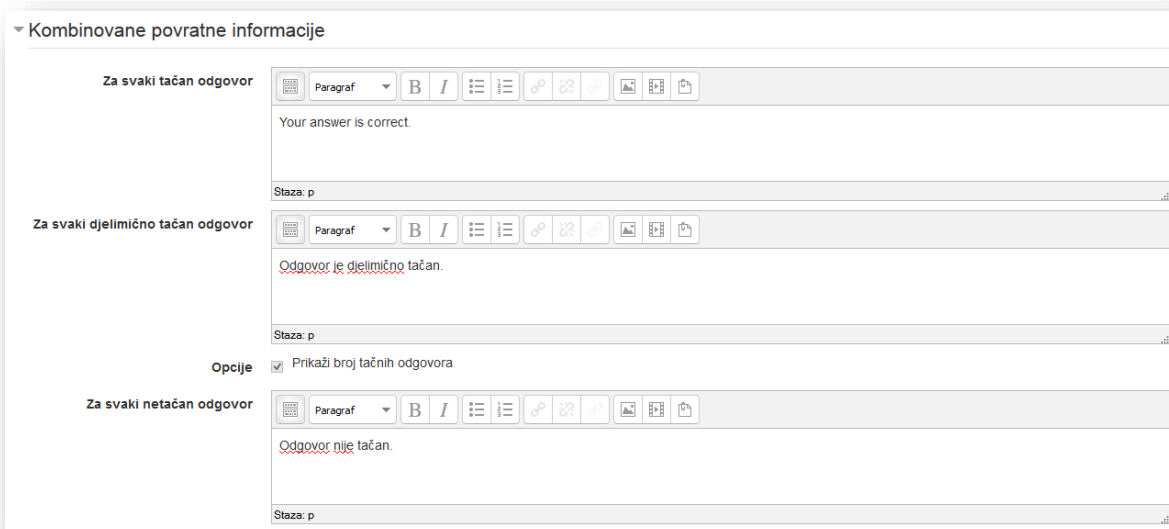 Kombinovane povratne informacije
Za svaki tačan odgovor
Paragraf
B I
Your answer is correct.
Staza: p
Za svaki djelimično tačan odgovor
Paragraf
B I
Odgovor je djelimično tačan.
Staza: p
Opcije Prikaži broj tačnih odgovora
Za svaki netačan odgovor
Paragraf
B I
Odgovor nije tačan.
Staza: p